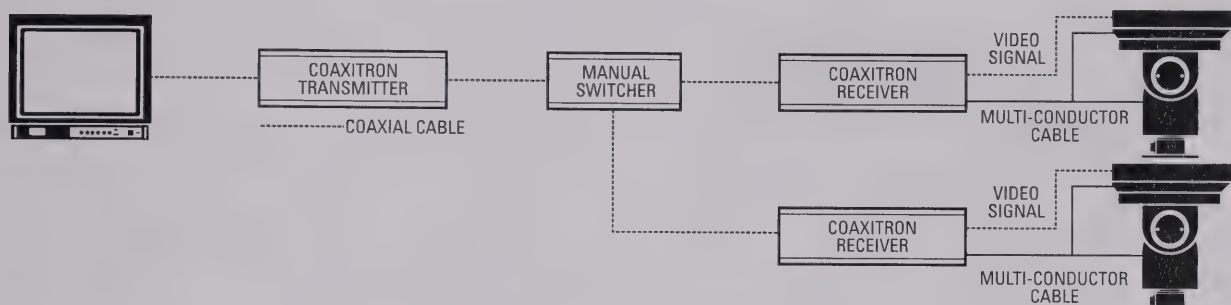 COAXITRON
TRANSMITTER
COAXIAL CABLE
MANUAL
SWITCHER
COAXITRON
RECEIVER
VIDEO
SIGNAL
MULTI-CONDUCTOR
CABLE
COAXITRON
RECEIVER
VIDEO
SIGNAL
MULTI-CONDUCTOR
CABLE